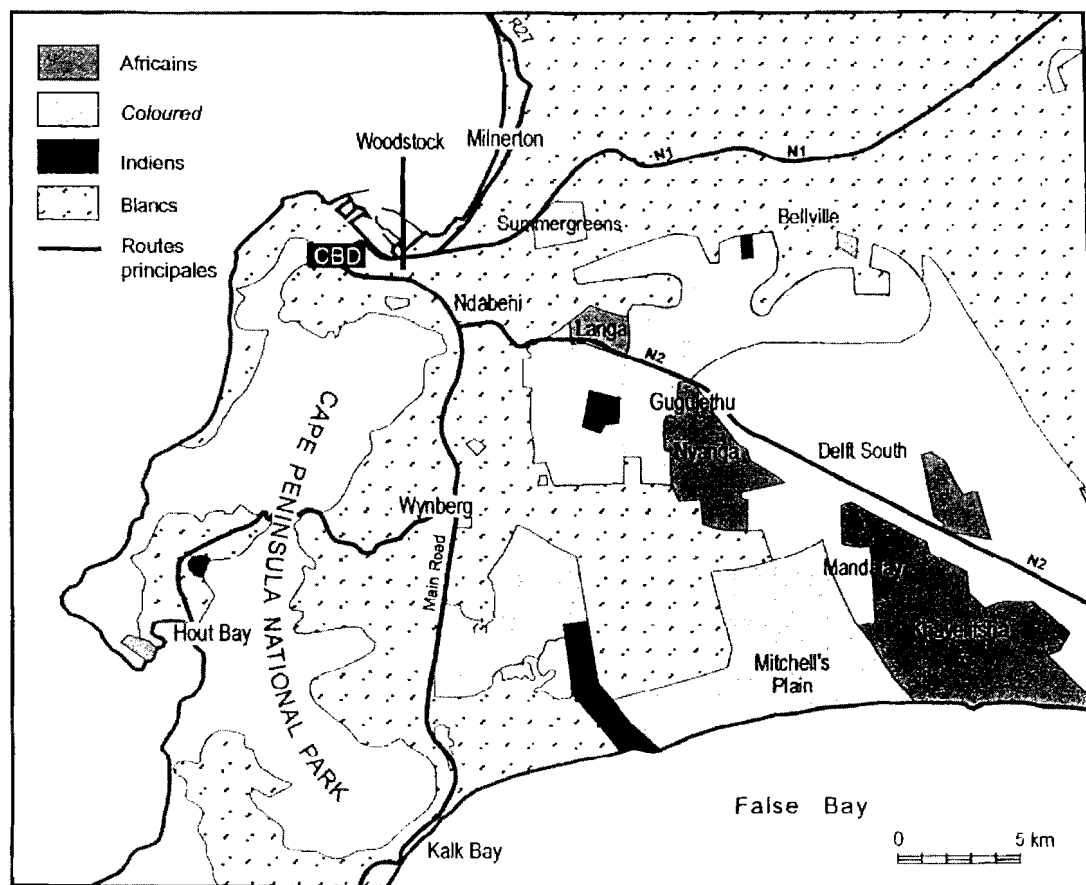 Africains
Coloured
Indiens
Blancs
Routes
principales
R27
Woodstock
Milnerton
N1
N1
Summergreens
Bellville
CBD
Ndabeni
Langa
N2
Gugulethu
Nyanga
Delft South
CAPE PENINSULA NATIONAL PARK
Wynberg
Main Road
N2
Mandalay
Khayelitsha
Hout Bay
Mitchell's
Plain
False Bay
Kalk Bay
0 5 km